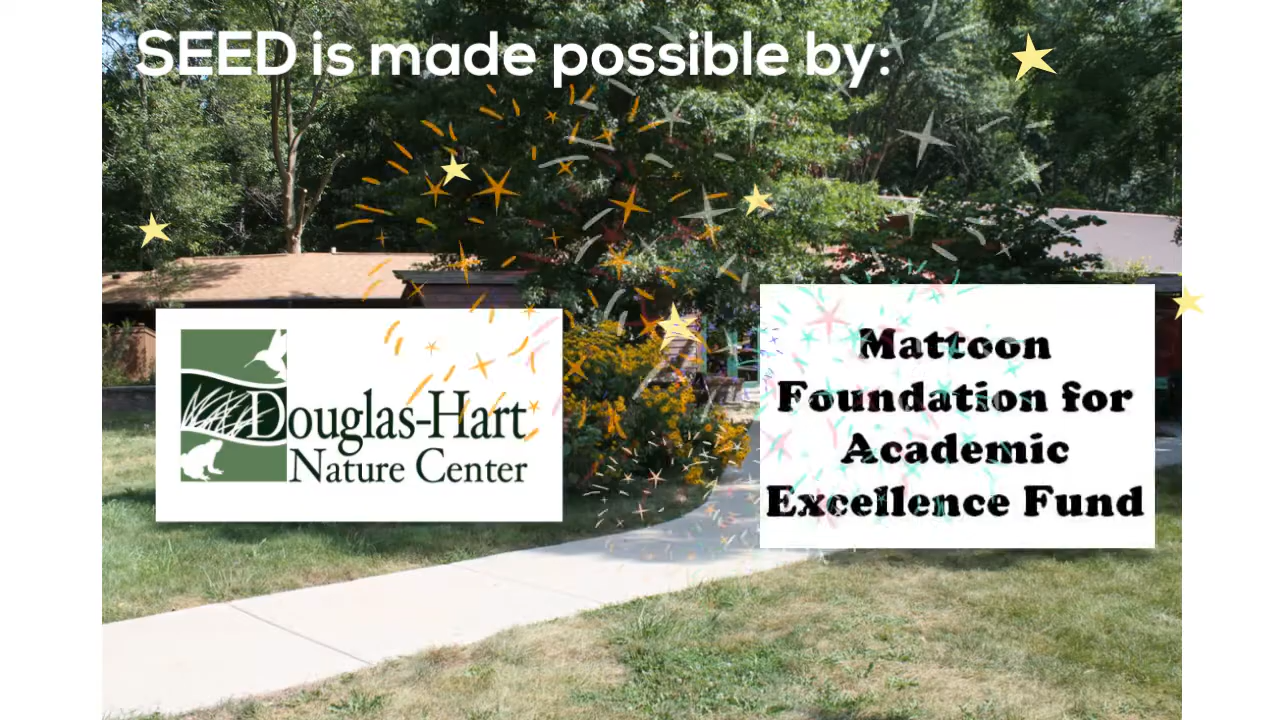 SEED is made possible by:
Douglas-Hart
Nature Center
Mattoon
Foundation for
Academic
Excellence Fund